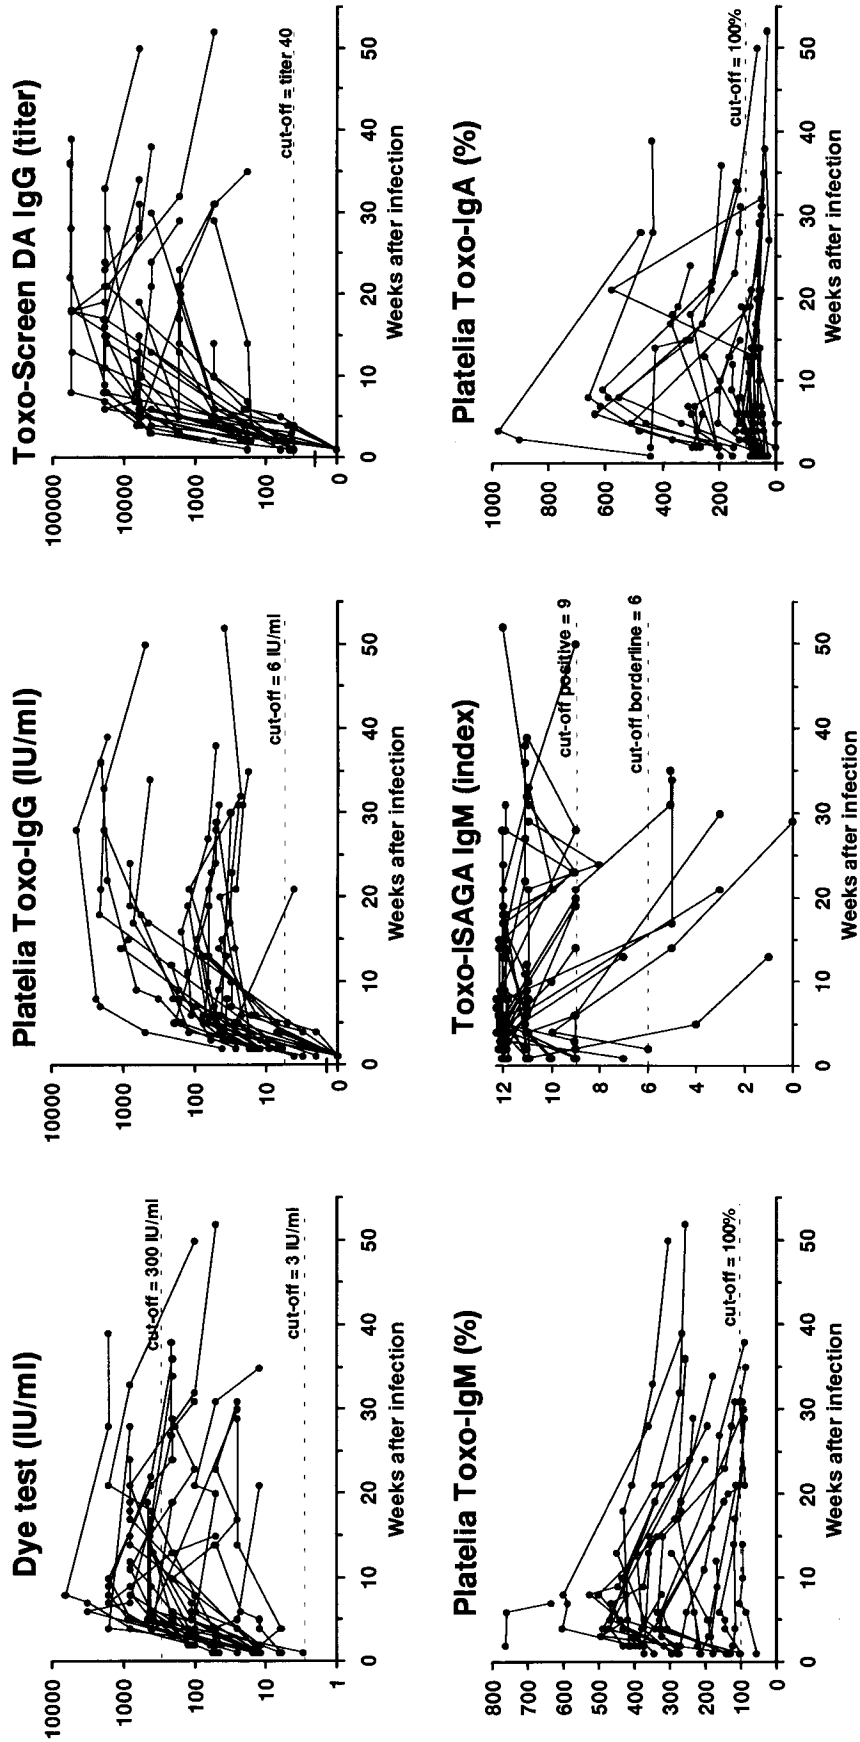 Dye test (IU/ml)
10000
1000
100
10
1
cut-off = 300 IU/ml
cut-off = 3 IU/ml
0 10 20 30 40 50
Weeks after infection
Platelia Toxo-IgG (IU/ml)
10000
1000
100
10
0
cut-off = 6 IU/ml
0 10 20 30 40 50
Weeks after infection
Toxo-Screen DA IgG (titer)
100000
10000
1000
100
0
cut-off = titer 40
0 10 20 30 40 50
Weeks after infection
Platelia Toxo-IgM (%)
800
700
600
500
400
300
200
100
0
cut-off = 100%
0 10 20 30 40 50
Weeks after infection
Toxo-ISAGA IgM (index)
12
10
8
6
4
2
0
cut-off positive = 9
cut-off borderline = 6
0 10 20 30 40 50
Weeks after infection
Platelia Toxo-IgA (%)
1000
800
600
400
200
0
cut-off = 100%
0 10 20 30 40 50
Weeks after infection